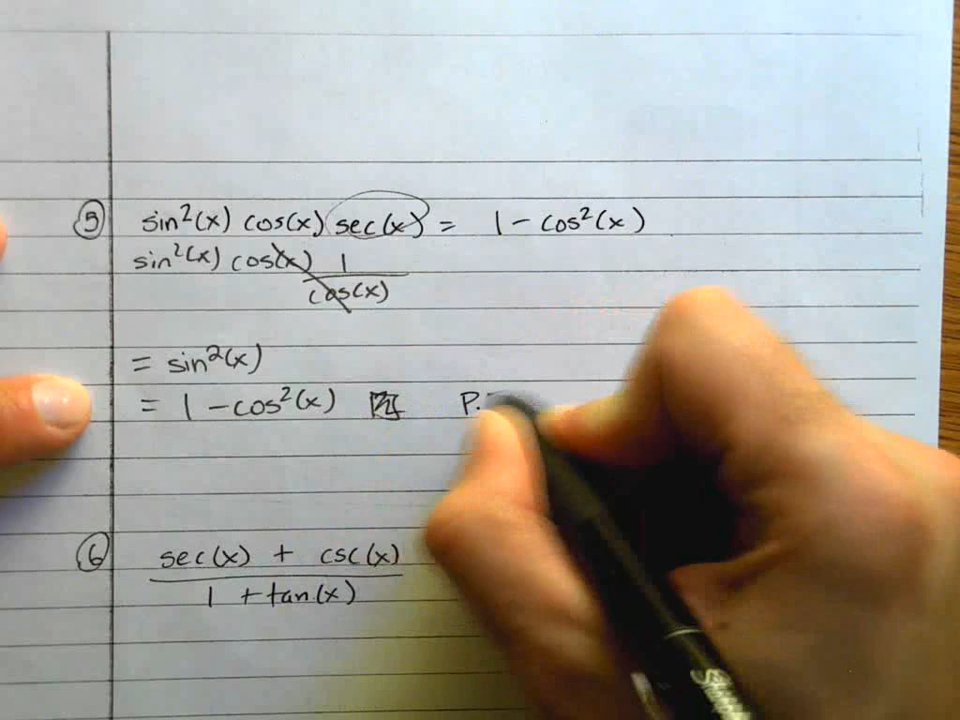 ⑤ sin²(x) cos(x) sec(x) = 1 - cos²(x)
sin²(x) cos(x) 1
cos(x)
= sin²(x)
= 1 - cos²(x) P.
⑥ sec(x) + csc(x)
1 + tan(x)